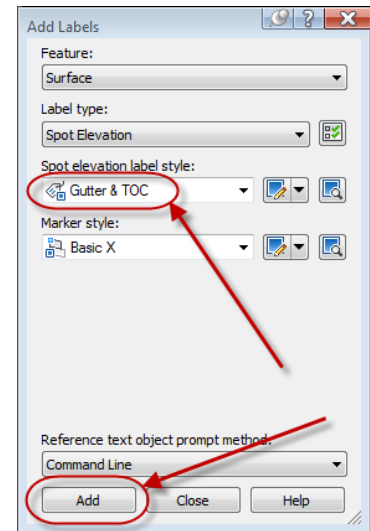 Add Labels
Feature:
Surface
Label type:
Spot Elevation
Spot elevation label style:
Gutter & TOC
Marker style:
Basic X
Reference text object prompt method:
Command Line
Add Close Help